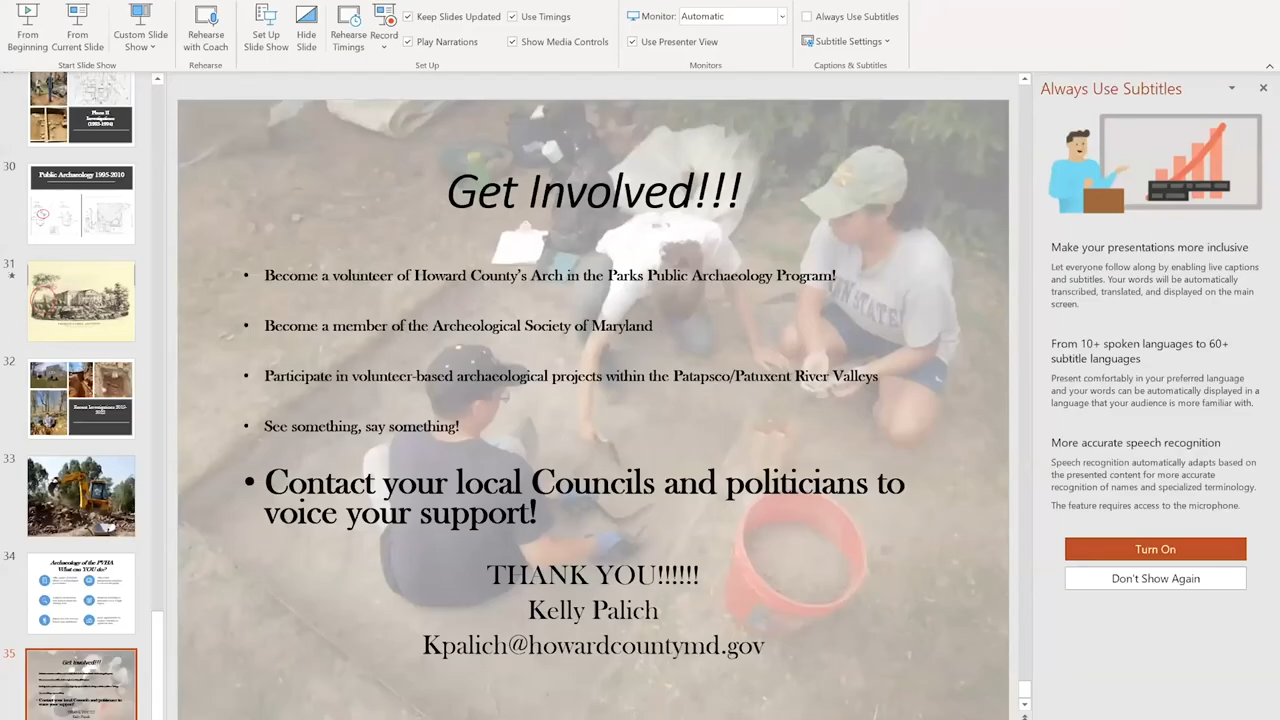 From Beginning
From Current Slide
Custom Slide Show
Rehearse with Coach
Set Up Slide Show
Hide Slide
Rehearse Timings
Record
Keep Slides Updated
Use Timings
Play Narrations
Show Media Controls
Monitor: Automatic
Use Presenter View
Always Use Subtitles
Subtitle Settings
Start Slide Show
Rehearse
Set Up
Monitors
Captions & Subtitles
Phase II
Investigations
30
Public Archaeology 1995-2010
31
32
33
34
Archaeology of the PVHA
What can YOU do?
35
Get Involved!!!
Get Involved!!!
• Become a volunteer of Howard County's Arch in the Parks Public Archaeology Program!
• Become a member of the Archeological Society of Maryland
• Participate in volunteer-based archaeological projects within the Patapsco/Patuxent River Valleys
• See something, say something!
• Contact your local Councils and politicians to
voice your support!
THANK YOU!!!!!!
Kelly Palich
Kpalich@howardcountymd.gov
Always Use Subtitles
Make your presentations more inclusive
Let everyone follow along by enabling live captions
and subtitles. Your words will be automatically
transcribed, translated, and displayed on the main
screen.
From 10+ spoken languages to 60+
subtitle languages
Present comfortably in your preferred language
and your words can be automatically displayed in a
language that your audience is more familiar with.
More accurate speech recognition
Speech recognition automatically adapts based on
the presented content for more accurate
recognition of names and specialized terminology.
The feature requires access to the microphone.
Turn On
Don't Show Again